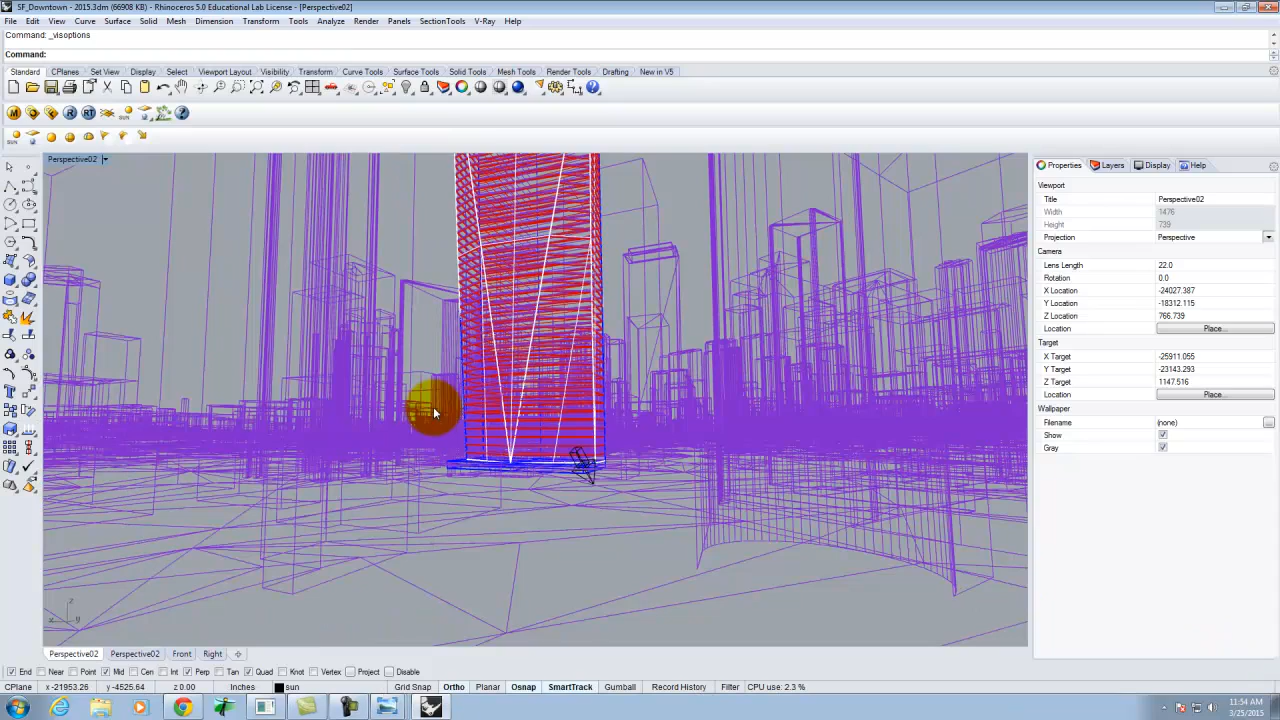 SF_Downtown - 2015.3dm (66908 KB) - Rhinoceros 5.0 Educational Lab License - [Perspective02]
File Edit View Curve Surface Solid Mesh Dimension Transform Tools Analyze Render Panels SectionTools V-Ray Help
Command: _visoptions
Command:
Standard CPlanes Set View Display Select Viewport Layout Visibility Transform Curve Tools Surface Tools Solid Tools Mesh Tools Render Tools Drafting New in V5
M R RT SUN
SUN
Perspective02
Properties Layers Display Help
Viewport
Title Perspective02
Width 1476
Height 739
Projection Perspective
Camera
Lens Length 22.0
Rotation 0.0
X Location -24027.387
Y Location -18312.115
Z Location 766.739
Location Place...
Target
X Target -25911.055
Y Target -13143.293
Z Target 1147.516
Location Place...
Wallpaper
Filename (none)
Show
Gray
z
x y
Perspective02 Perspective02 Front Right
End Near Point Mid Cen Int Perp Tan Quad Knot Vertex Project Disable
CPlane x -21953.26 y -4525.64 z 0.00 Inches sun Grid Snap Ortho Planar Osnap SmartTrack Gumball Record History Filter CPU use: 2.3 %
11:54 AM
3/25/2015